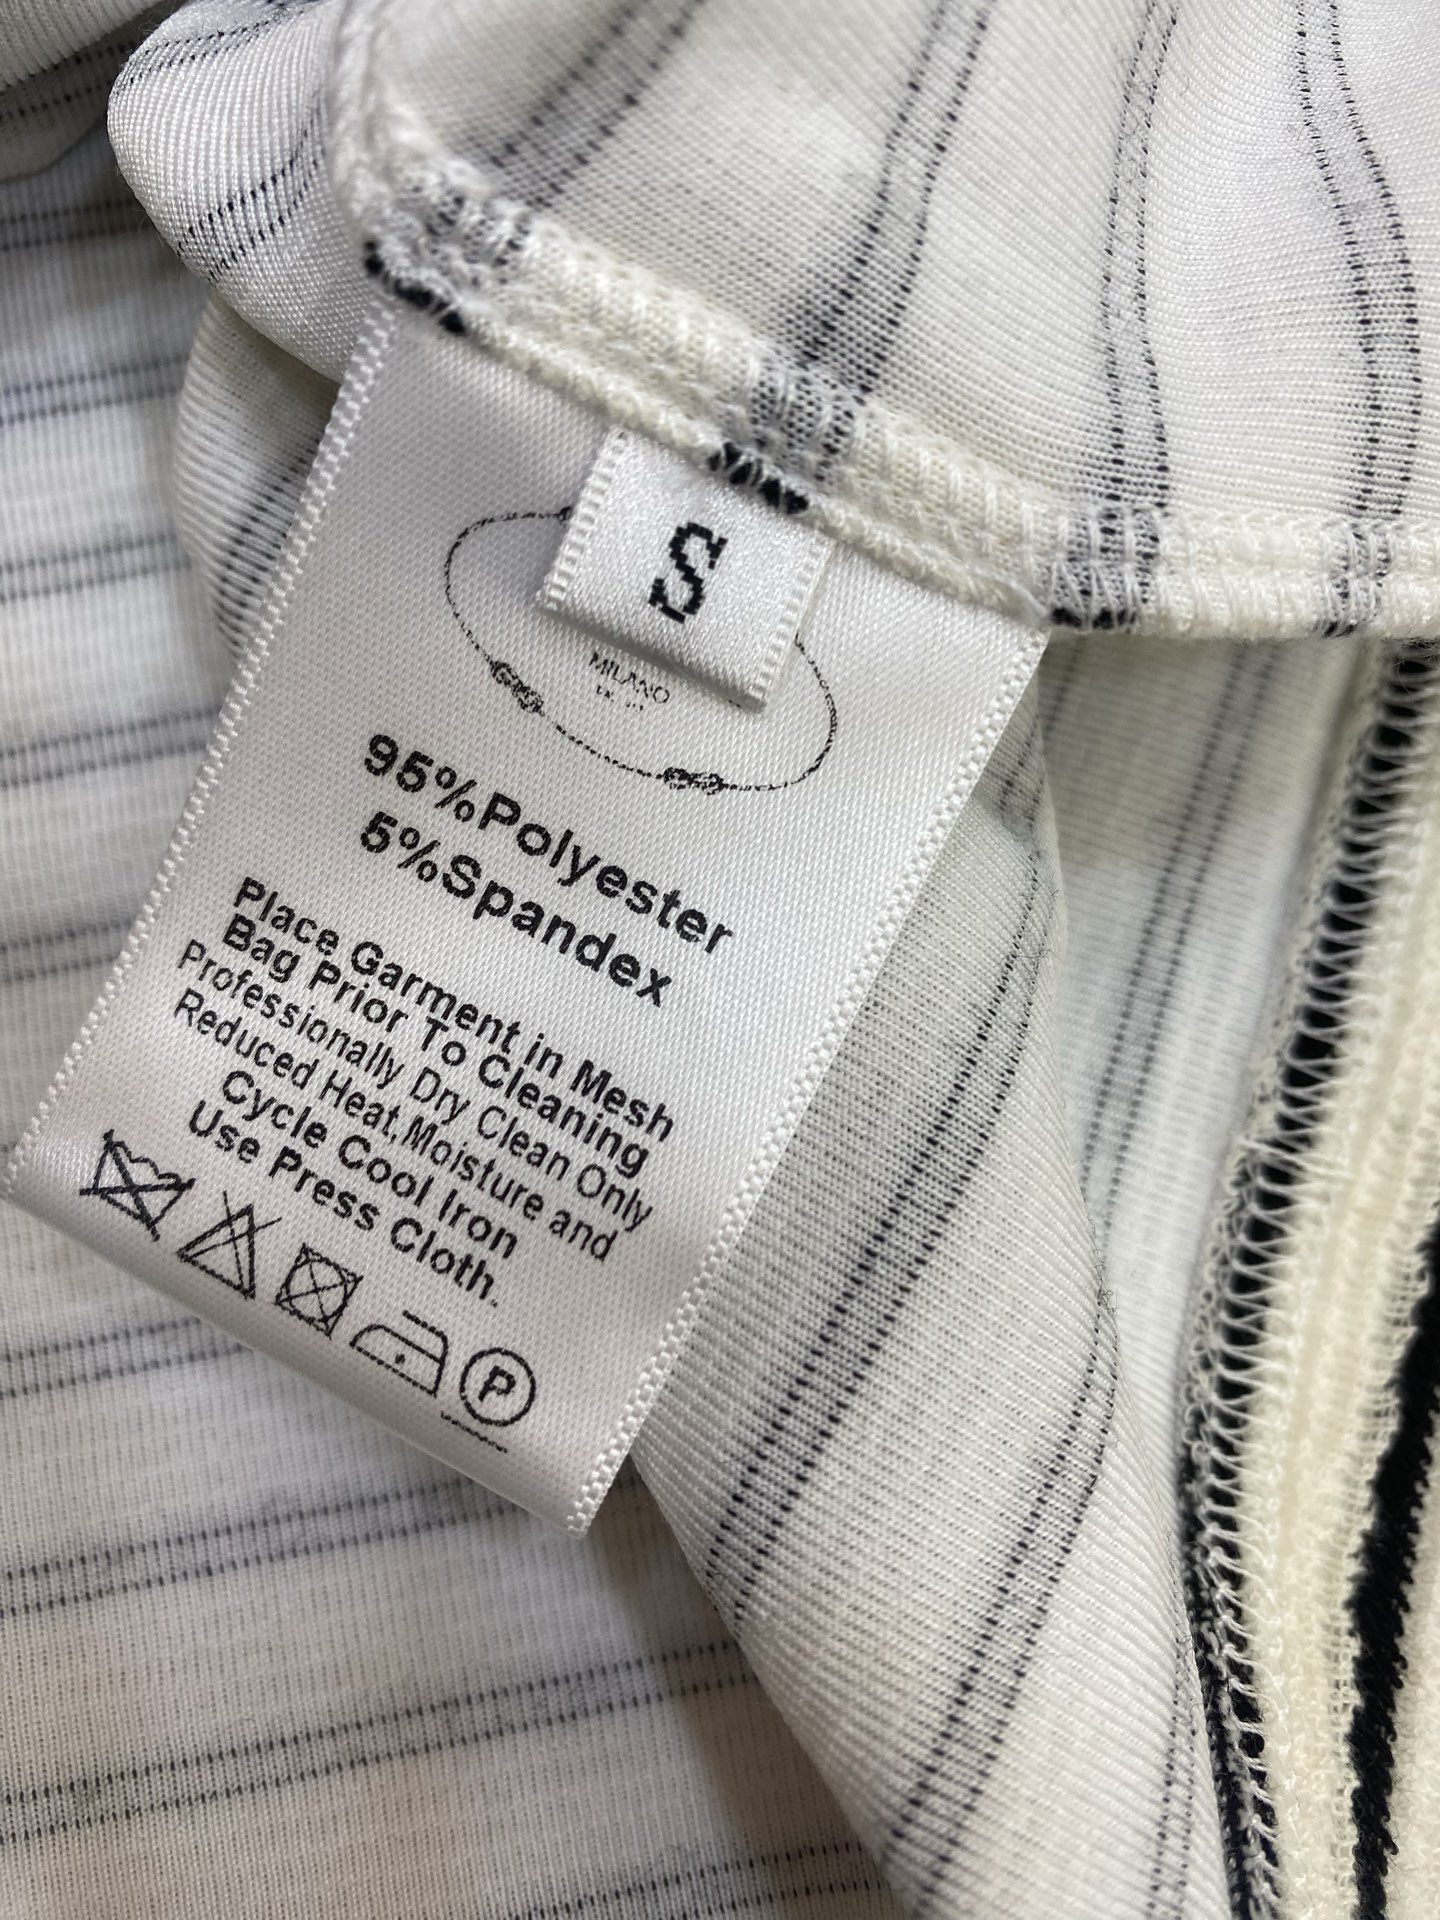 S
MILANO
95%Polyester
5%Spandex
Place Garment in Mesh
Bag Prior To Cleaning
Professionally Dry Clean Only
Reduced Heat,Moisture and
Cycle Cool Iron
Use Press Cloth.
P